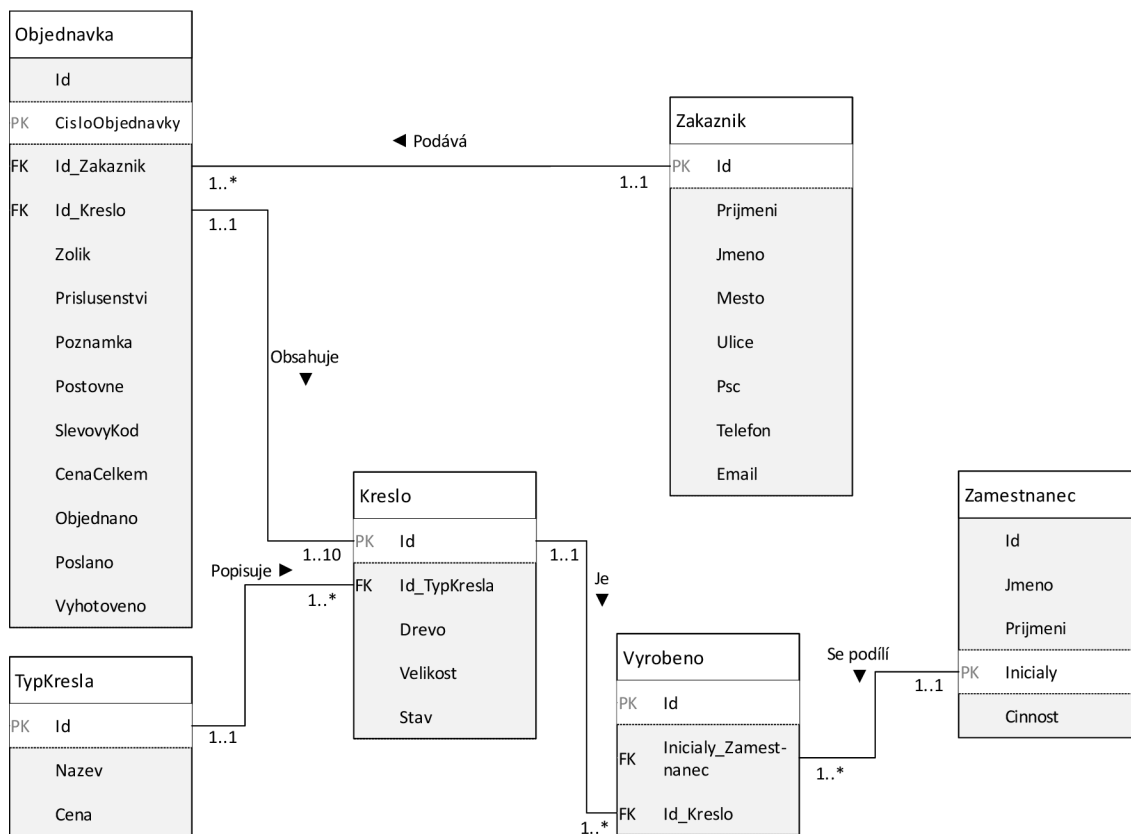 Objednavka
Id
PK CisloObjednavky
FK Id_Zakaznik
FK Id_Kreslo
Zolik
Prislusenstvi
Poznamka
Postovne
SlevovyKod
CenaCelkem
Objednano
Poslano
Vyhotoveno
◄ Podává
1..*
1..1
Zakaznik
PK Id
Prijmeni
Jmeno
Mesto
Ulice
Psc
Telefon
Email
1..1
Obsahuje
▼
1..10
Kreslo
PK Id
FK Id_TypKresla
Drevo
Velikost
Stav
Popisuje ►
1..*
1..1
TypKresla
PK Id
Nazev
Cena
1..1
Je
▼
1..*
Vyrobeno
PK Id
FK Inicialy_Zamest-
nanec
FK Id_Kreslo
Se podílí
▼
1..1
1..*
Zamestnanec
Id
Jmeno
Prijmeni
PK Inicialy
Cinnost